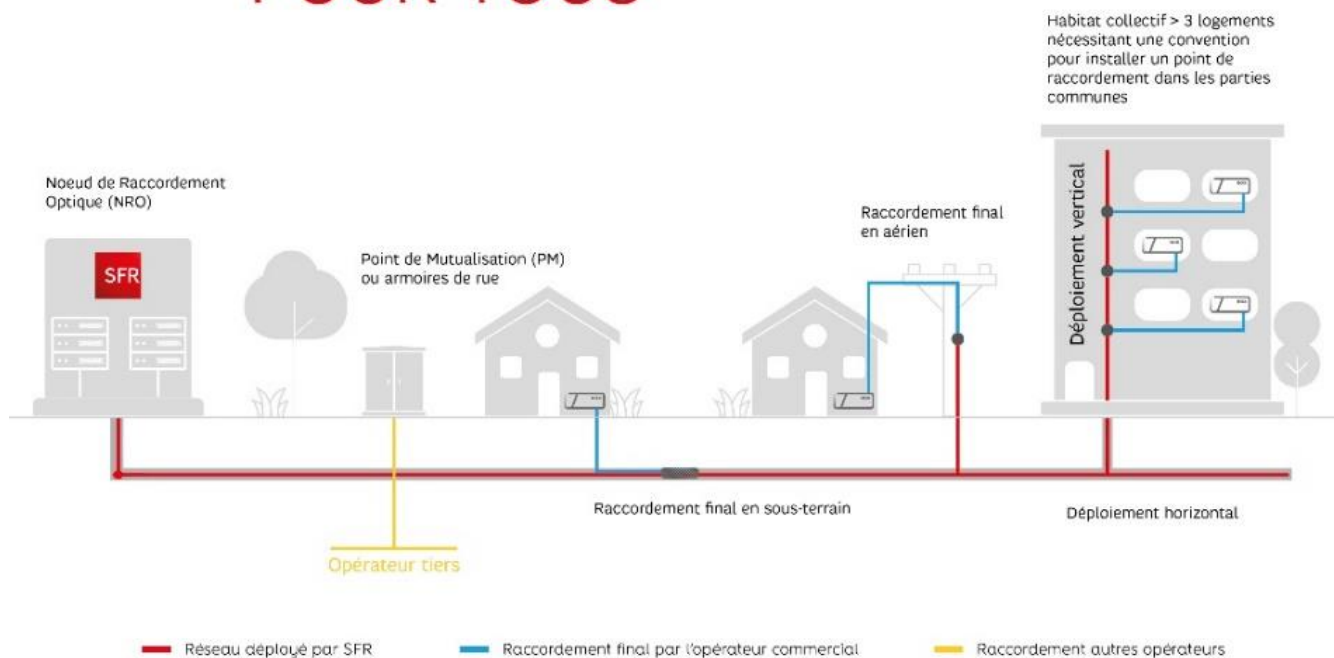 POUR TOUS
Habitat collectif > 3 logements
nécessitant une convention
pour installer un point de
raccordement dans les parties
communes
Noeud de Raccordement
Optique (NRO)
SFR
Point de Mutualisation (PM)
ou armoires de rue
Raccordement final
en aérien
Déploiement vertical
Raccordement final en sous-terrain
Déploiement horizontal
Opérateur tiers
Réseau déployé par SFR
Raccordement final par l'opérateur commercial
Raccordement autres opérateurs